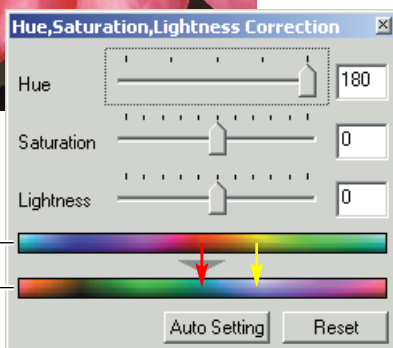 Hue,Saturation,Lightness Correction
Hue 180
Saturation 0
Lightness 0
Auto Setting Reset